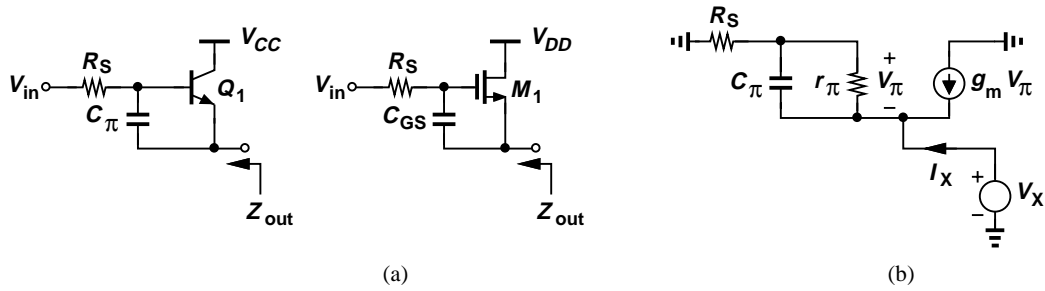 R_S
V_CC
V_in
Q_1
C_π
Z_out
R_S
V_DD
V_in
M_1
C_GS
Z_out
(a)
R_S
C_π
r_π
+
V_π
−
g_m V_π
I_X
+
V_X
−
(b)